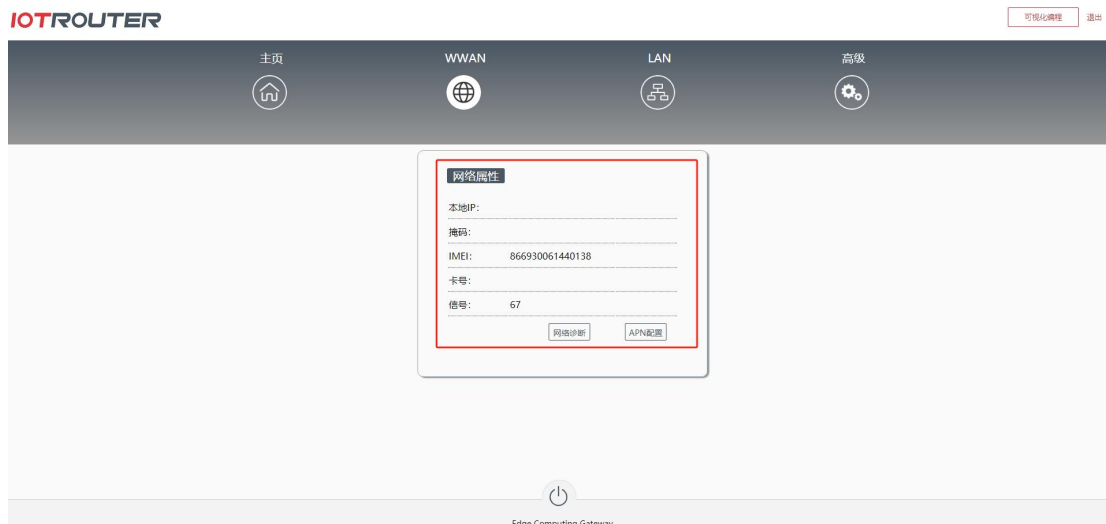 IOTROUTER
可视化编程 退出
主页 WWAN LAN 高级
网络属性
本地IP:
掩码:
IMEI: 866930061440138
卡号:
信号: 67
网络诊断 APN配置
Edge Computing Gateway